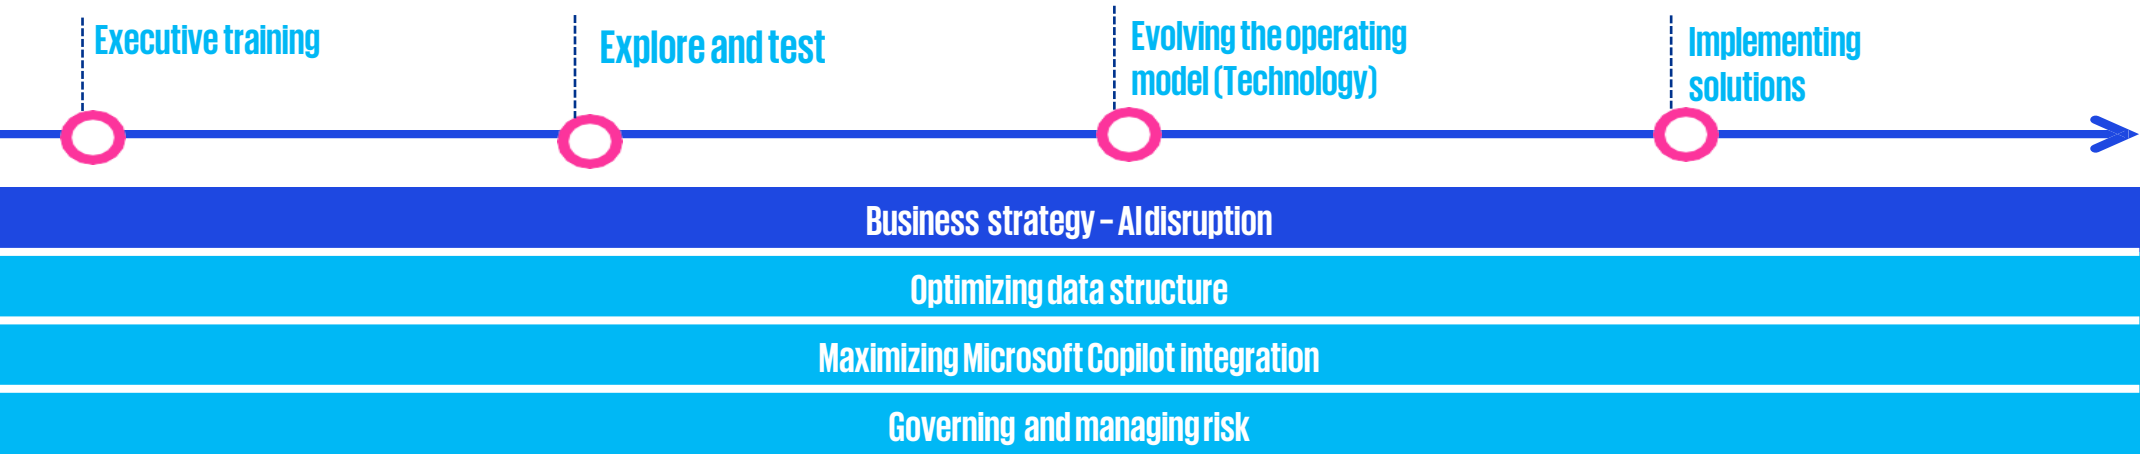 Executive training
Explore and test
Evolving the operating
model (Technology)
Implementing
solutions
Business strategy – AI disruption
Optimizing data structure
Maximizing Microsoft Copilot integration
Governing and managing risk